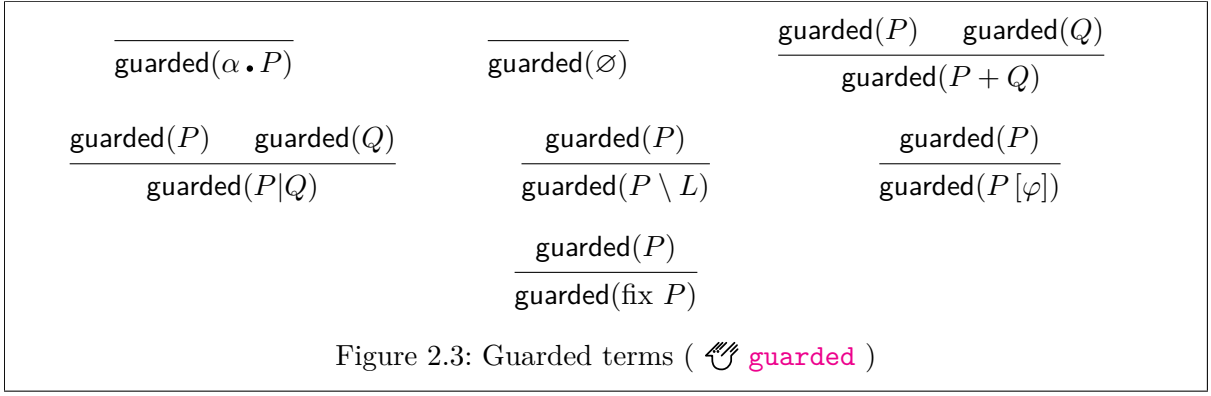 guarded(α • P) guarded(∅) guarded(P) guarded(Q)
guarded(P + Q)
guarded(P) guarded(Q) guarded(P) guarded(P)
guarded(P|Q) guarded(P \ L) guarded(P [φ])
guarded(P)
guarded(fix P)
Figure 2.3: Guarded terms ( guarded )